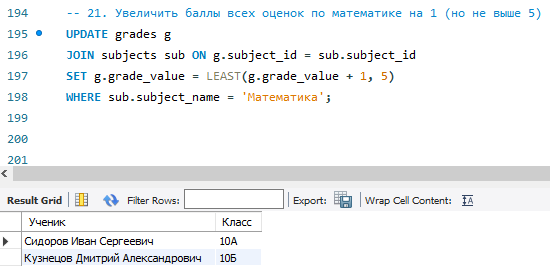 194 -- 21. Увеличить баллы всех оценок по математике на 1 (но не выше 5)
195 UPDATE grades g
196 JOIN subjects sub ON g.subject_id = sub.subject_id
197 SET g.grade_value = LEAST(g.grade_value + 1, 5)
198 WHERE sub.subject_name = 'Математика';
199
200
201
Result Grid Filter Rows: Export: Wrap Cell Content:
Ученик Класс
Сидоров Иван Сергеевич 10А
Кузнецов Дмитрий Александрович 10Б